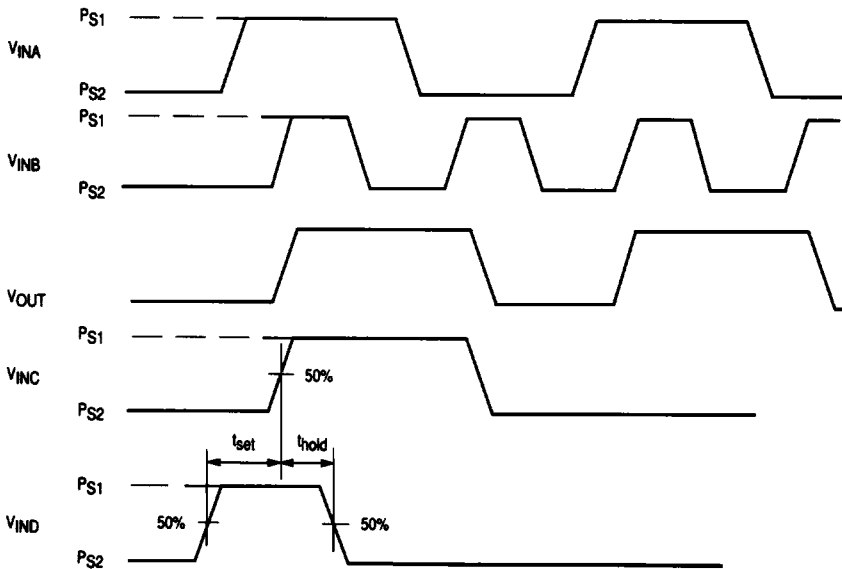 PS1
VINA
PS2
PS1
VINB
PS2
VOUT
PS1
VINC
50%
PS2
tset
thold
PS1
VIND
50%
50%
PS2